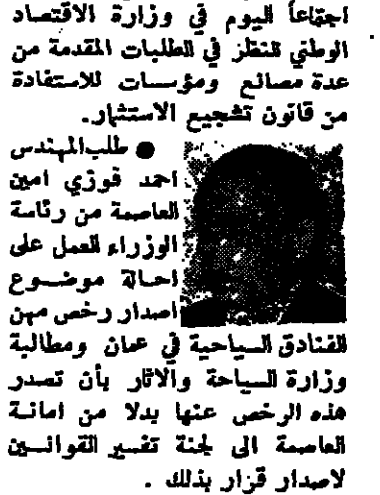 اجتماعاً اليوم في وزارة الاقتصاد
الوطني للنظر في الطلبات المقدمة من
عدة مصانع ومؤسسات للاستفادة
من قانون تشجيع الاستثمار.
● طلب المهندس
احمد فوزي امين
العاصمة من رئاسة
الوزراء العمل على
احالة موضوع
اصدار رخص مهن
الفنادق السياحية في عمان ومطالبة
وزارة السياحة والاثار بأن تصدر
هذه الرخص عنها بدلا من امانة
العاصمة الى لجنة تفسير القوانين
لاصدار قرار بذلك .